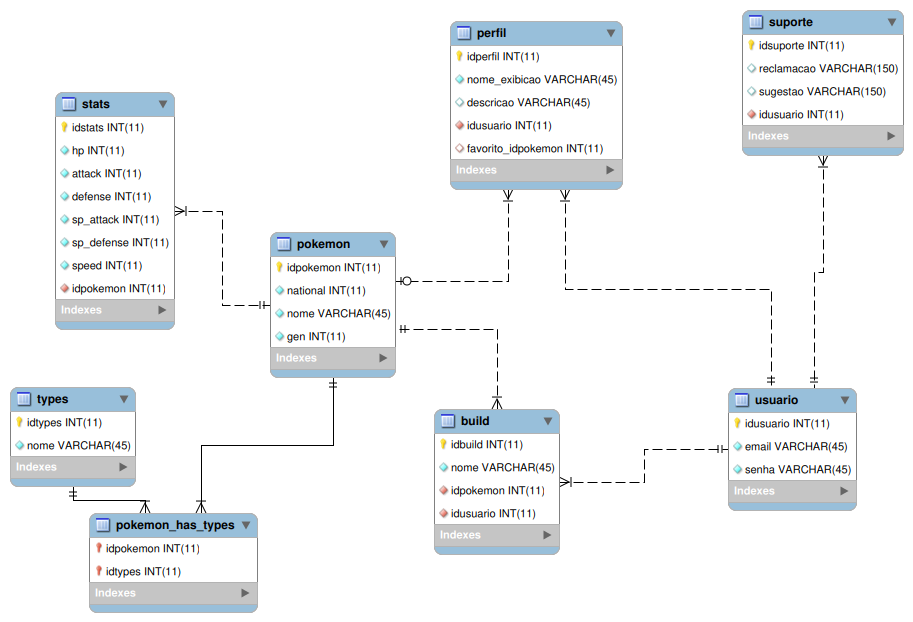 perfil
idperfil INT(11)
nome_exibicao VARCHAR(45)
descricao VARCHAR(45)
idusuario INT(11)
favorito_idpokemon INT(11)
Indexes
suporte
idsuporte INT(11)
reclamacao VARCHAR(150)
sugestao VARCHAR(150)
idusuario INT(11)
Indexes
stats
idstats INT(11)
hp INT(11)
attack INT(11)
defense INT(11)
sp_attack INT(11)
sp_defense INT(11)
speed INT(11)
idpokemon INT(11)
Indexes
pokemon
idpokemon INT(11)
national INT(11)
nome VARCHAR(45)
gen INT(11)
Indexes
types
idtypes INT(11)
nome VARCHAR(45)
Indexes
build
idbuild INT(11)
nome VARCHAR(45)
idpokemon INT(11)
idusuario INT(11)
Indexes
usuario
idusuario INT(11)
email VARCHAR(45)
senha VARCHAR(45)
Indexes
pokemon_has_types
idpokemon INT(11)
idtypes INT(11)
Indexes